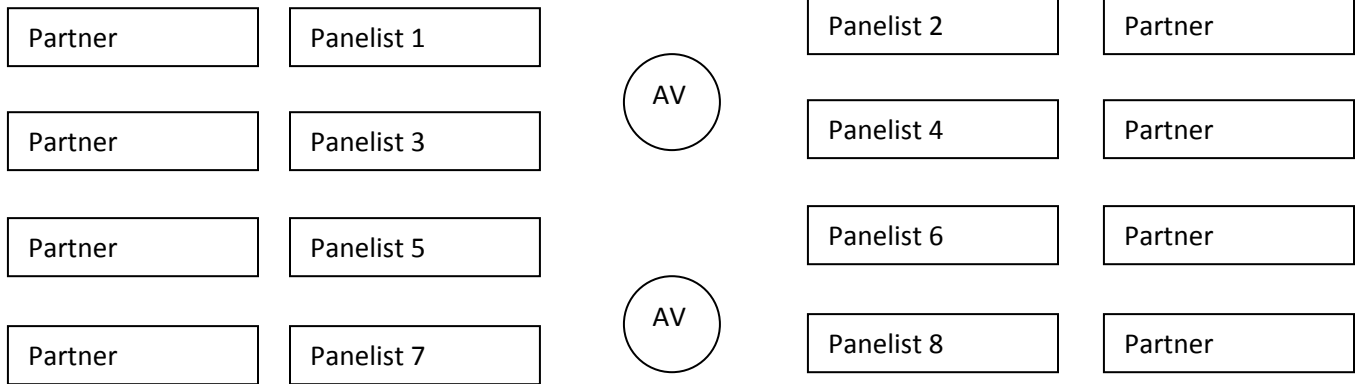 Partner
Panelist 1
Panelist 2
Partner
AV
Partner
Panelist 3
Panelist 4
Partner
Partner
Panelist 5
Panelist 6
Partner
AV
Partner
Panelist 7
Panelist 8
Partner